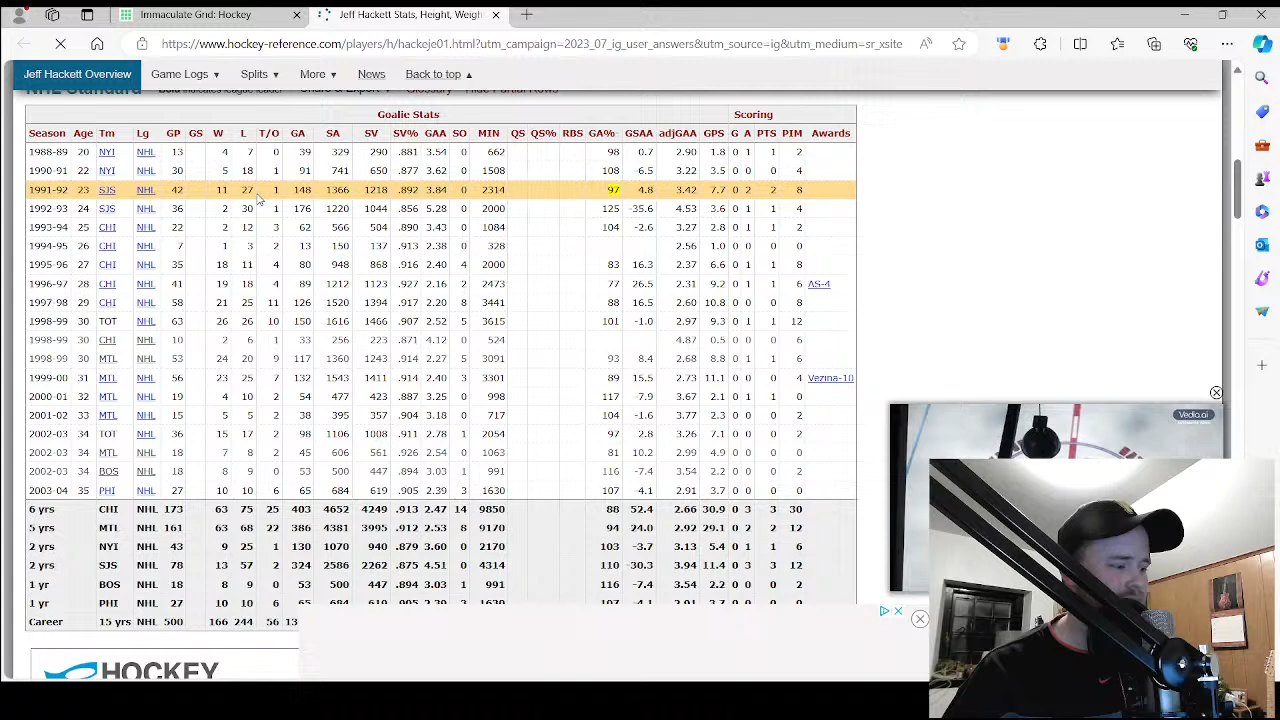 Immaculate Grid: Hockey
Jeff Hackett Stats, Height, Weigh
https://www.hockey-reference.com/players/h/hackeje01.html?utm_campaign=2023_07_ig_user_answers&utm_source=ig&utm_medium=sr_xsite
Jeff Hackett Overview Game Logs ▼ Splits ▼ More ▼ News Back to top ▲
Goalie Stats Scoring
Season Age Tm Lg GP GS W L T/O GA SA SV SV% GAA SO MIN QS QS% RBS GA%- GSAA adjGAA GPS G A PTS PIM Awards
1988-89 20 NYI NHL 13 4 7 0 39 329 290 .881 3.54 0 662 98 0.7 2.90 1.8 0 1 1 2
1990-91 22 NYI NHL 30 5 18 1 91 741 650 .877 3.62 0 1508 108 -6.5 3.22 3.5 0 0 0 4
1991-92 23 SJS NHL 42 11 27 1 148 1366 1218 .892 3.84 0 2314 97 4.8 3.42 7.7 0 2 2 8
1992-93 24 SJS NHL 36 2 30 1 176 1220 1044 .856 5.28 0 2000 125 -35.6 4.53 3.6 0 1 1 4
1993-94 25 CHI NHL 22 2 12 3 62 566 504 .890 3.43 0 1084 104 -2.6 3.27 2.8 0 1 1 2
1994-95 26 CHI NHL 7 1 3 2 13 150 137 .913 2.38 0 328 2.56 1.0 0 0 0 0
1995-96 27 CHI NHL 35 18 11 4 80 948 868 .916 2.40 4 2000 83 16.3 2.37 6.6 0 1 1 8
1996-97 28 CHI NHL 41 19 18 4 89 1212 1123 .927 2.16 2 2473 77 26.5 2.31 9.2 0 1 1 6 AS-4
1997-98 29 CHI NHL 58 21 25 11 126 1520 1394 .917 2.20 8 3441 88 16.5 2.60 10.8 0 0 0 8
1998-99 30 TOT NHL 63 26 26 10 150 1616 1466 .907 2.52 5 3615 101 -1.0 2.97 9.3 0 1 1 12
1998-99 30 CHI NHL 10 2 6 1 33 256 223 .871 4.12 0 524 4.87 0.5 0 0 0 6
1998-99 30 MTL NHL 53 24 20 9 117 1360 1243 .914 2.27 5 3091 93 8.4 2.68 8.8 0 1 1 6
1999-00 31 MTL NHL 56 23 25 7 132 1543 1411 .914 2.40 3 3301 89 15.5 2.73 11.1 0 0 0 4 Vezina-10
2000-01 32 MTL NHL 19 4 10 2 54 477 423 .887 3.25 0 998 117 -7.9 3.67 2.1 0 1 1 0
2001-02 33 MTL NHL 15 5 5 2 38 395 357 .904 3.18 0 717 114 -1.6 3.77 2.3 0 0 0 2
2002-03 34 TOT NHL 36 15 17 2 98 1106 1008 .911 2.78 1 2054 97 2.8 3.26 7.1 0 0 0 2
2002-03 34 MTL NHL 18 7 8 2 45 606 561 .926 2.54 0 1063 81 10.2 2.99 4.9 0 0 0 0
2002-03 34 BOS NHL 18 8 9 0 53 500 447 .894 3.03 1 991 116 -7.4 3.54 2.2 0 0 0 2
2003-04 35 PHI NHL 27 10 10 6 65 684 619 .905 2.39 3 1630 107 -4.1 2.91 3.7 0 0 0 2
6 yrs CHI NHL 173 63 75 25 403 4652 4249 .913 2.47 14 9850 88 52.4 2.66 30.9 0 3 3 30
5 yrs MTL NHL 161 63 68 22 386 4381 3995 .912 2.53 8 9170 94 24.0 2.92 29.1 0 2 2 12
2 yrs NYI NHL 43 9 25 1 130 1070 940 .879 3.60 0 2170 103 -3.7 3.13 5.4 0 1 1 6
2 yrs SJS NHL 78 13 57 2 324 2586 2262 .875 4.51 0 4314 110 -30.3 3.94 11.4 0 3 3 12
1 yr BOS NHL 18 8 9 0 53 500 447 .894 3.03 1 991 116 -7.4 3.54 2.2 0 0 0 2
1 yr PHI NHL 27 10 10 6 65 684 619 .905 2.39 3 1630 107 -4.1 2.91 3.7 0 0 0 2
Career 15 yrs NHL 500 166 244 56 13
HOCKEY
Vedia.ai